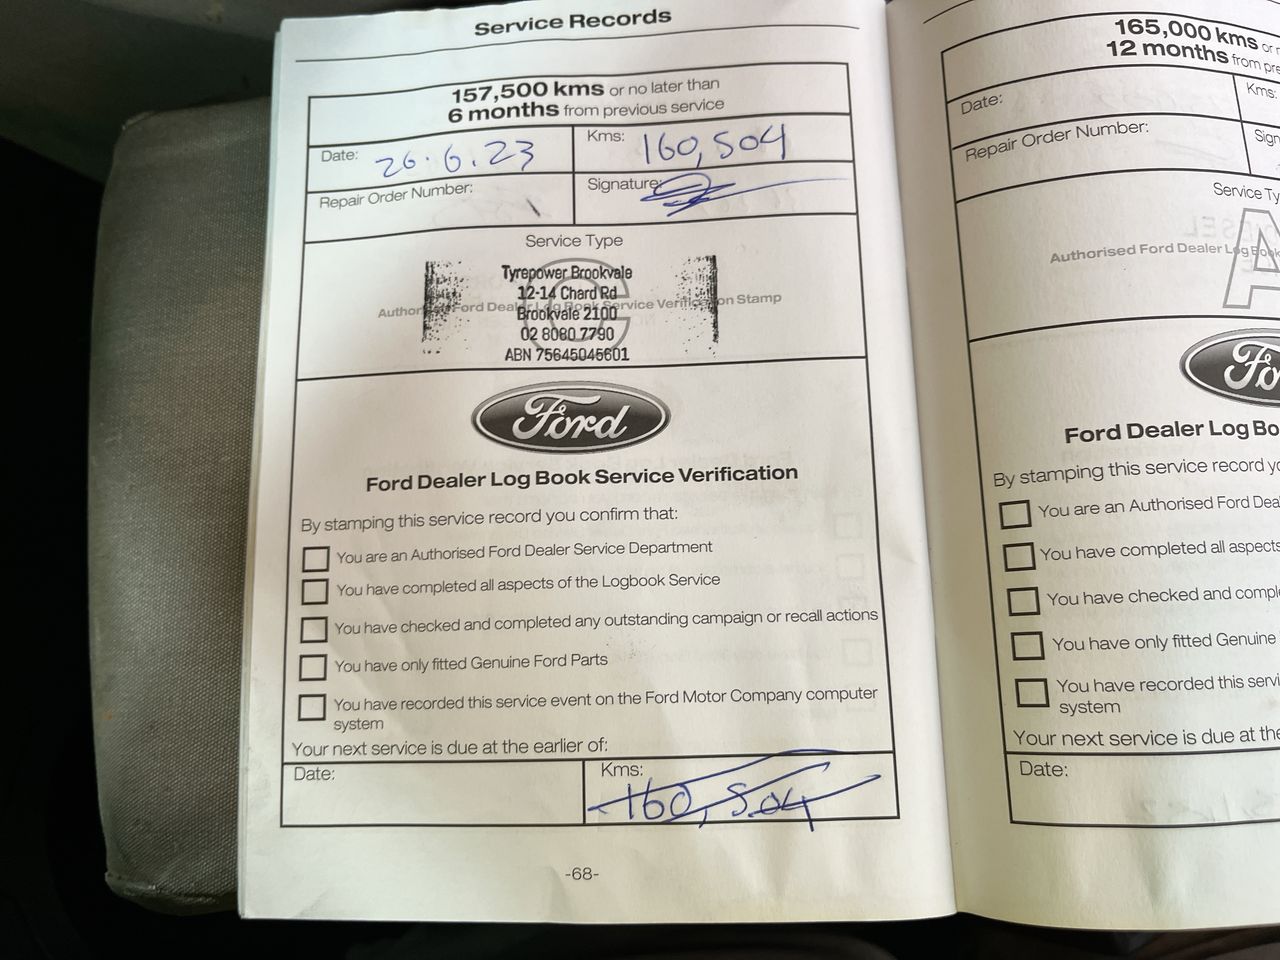 Service Records
157,500 kms or no later than
6 months from previous service
Date: 26.6.23
Kms: 160,504
Repair Order Number:
Signature:
Service Type
Tyrepower Brookvale
12-14 Chard Rd
Authorised Ford Dealer Log Book Service Verification Stamp
C
Brookvale 2100
02 8080 7790
ABN 75645045601
Ford
Ford Dealer Log Book Service Verification
By stamping this service record you confirm that:
You are an Authorised Ford Dealer Service Department
You have completed all aspects of the Logbook Service
You have checked and completed any outstanding campaign or recall actions
You have only fitted Genuine Ford Parts
You have recorded this service event on the Ford Motor Company computer
system
Your next service is due at the earlier of:
Date:
Kms: 160,504
-68-
165,000 kms or
12 months from
Date:
Kms:
Repair Order Number:
Service
Authorised Ford Dealer Log Book
A
Ford Dealer Log
By stamping this service record
You are an Authorised Ford
You have completed all aspects
You have checked and
You have only fitted Genuine
You have recorded this
system
Your next service is due at the
Date: